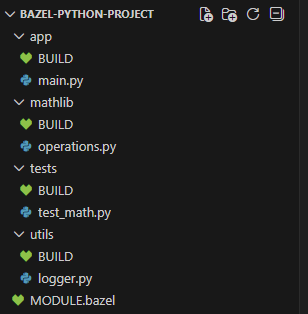 BAZEL-PYTHON-PROJECT
app
BUILD
main.py
mathlib
BUILD
operations.py
tests
BUILD
test_math.py
utils
BUILD
logger.py
MODULE.bazel